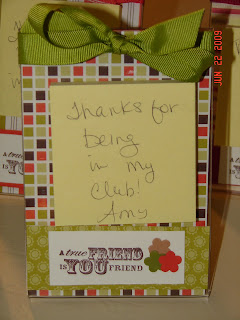 JUN 22 2009
Thanks for
being
in my
Club!
Amy
A true FRIEND
is YOU FRIEND